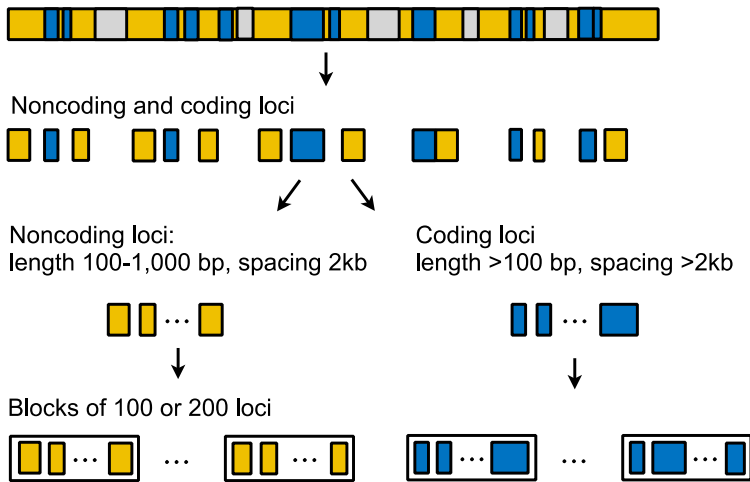 Noncoding and coding loci
Noncoding loci:
length 100-1,000 bp, spacing 2kb
Coding loci
length >100 bp, spacing >2kb
...
...
Blocks of 100 or 200 loci
...
...
...
...
...
...